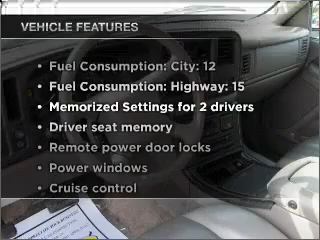 VEHICLE FEATURES
• Fuel Consumption: City: 12
• Fuel Consumption: Highway: 15
• Memorized Settings for 2 drivers
• Driver seat memory
• Remote power door locks
• Power windows
• Cruise control